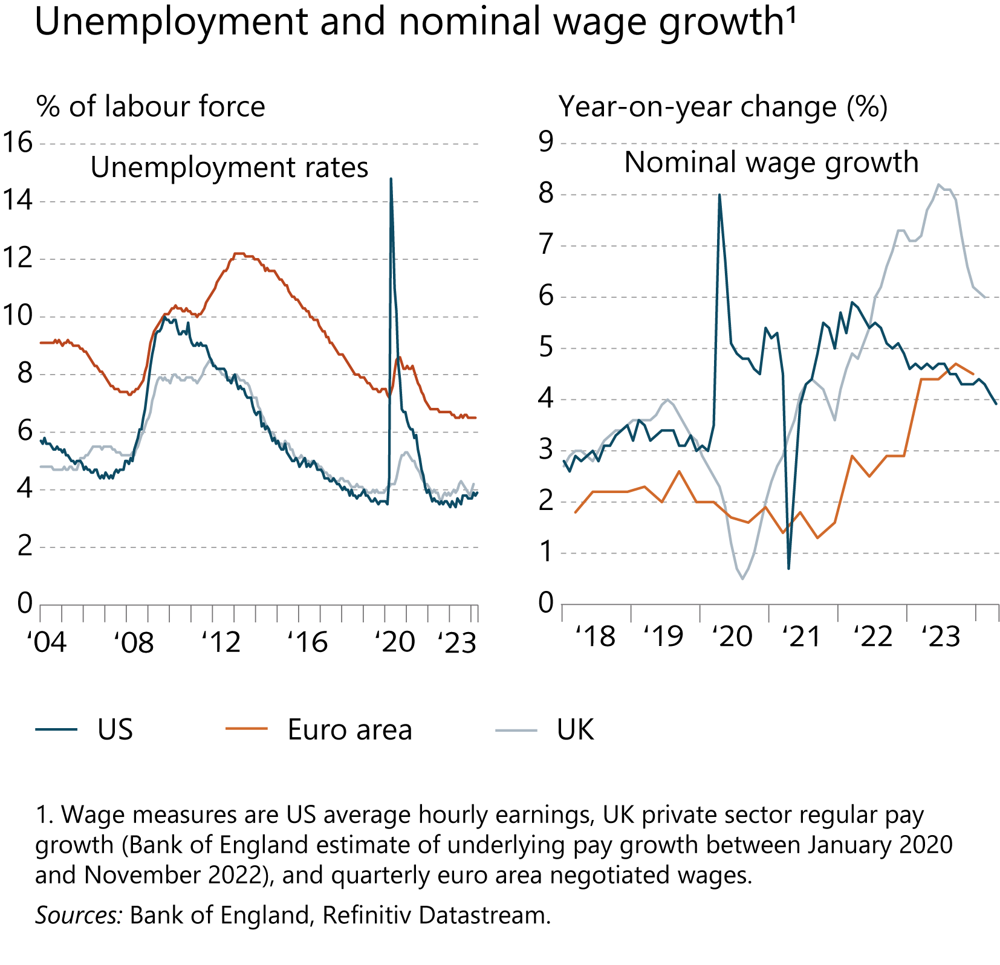 Unemployment and nominal wage growth¹
% of labour force
16
Unemployment rates
14
12
10
8
6
4
2
0
‘04 ‘08 ‘12 ‘16 ‘20 ‘23
Year-on-year change (%)
9
Nominal wage growth
8
7
6
5
4
3
2
1
0
‘18 ‘19 ‘20 ‘21 ‘22 ‘23
US Euro area UK
1. Wage measures are US average hourly earnings, UK private sector regular pay
growth (Bank of England estimate of underlying pay growth between January 2020
and November 2022), and quarterly euro area negotiated wages.
Sources: Bank of England, Refinitiv Datastream.